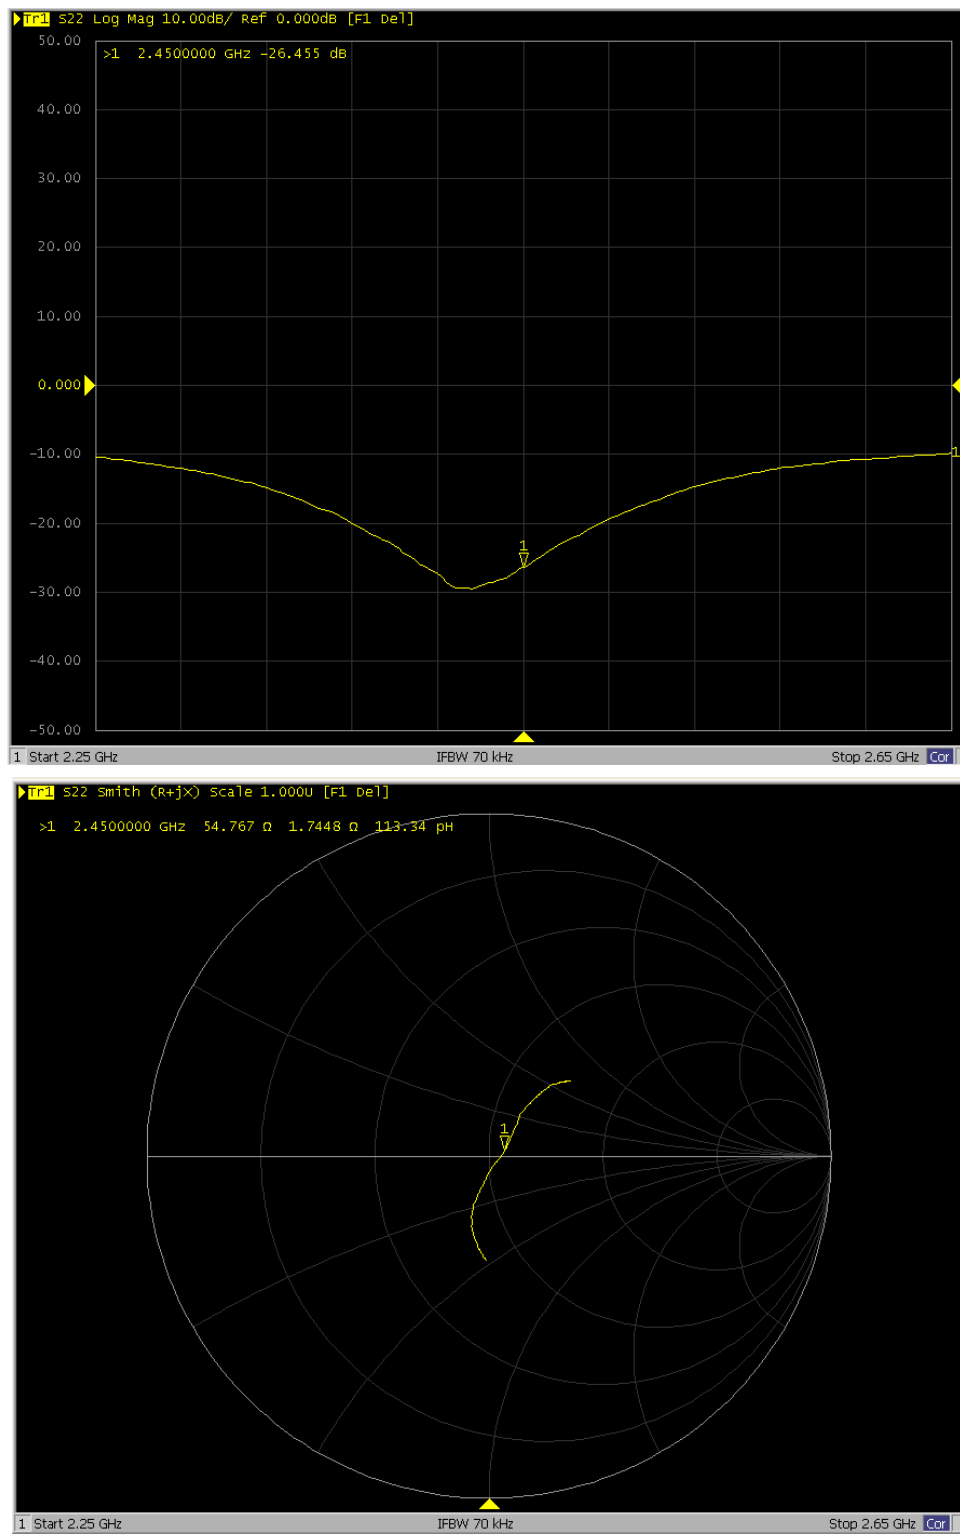 Tr1 S22 Log Mag 10.00dB/ Ref 0.000dB [F1 Del]
50.00
>1 2.4500000 GHz -26.455 dB
40.00
30.00
20.00
10.00
0.000
-10.00
1
-20.00
1
-30.00
-40.00
-50.00
1 Start 2.25 GHz IFBW 70 kHz Stop 2.65 GHz Cor
Tr1 S22 Smith (R+jX) Scale 1.000U [F1 Del]
>1 2.4500000 GHz 54.767 Ω 1.7448 Ω 113.34 pH
1
1 Start 2.25 GHz IFBW 70 kHz Stop 2.65 GHz Cor